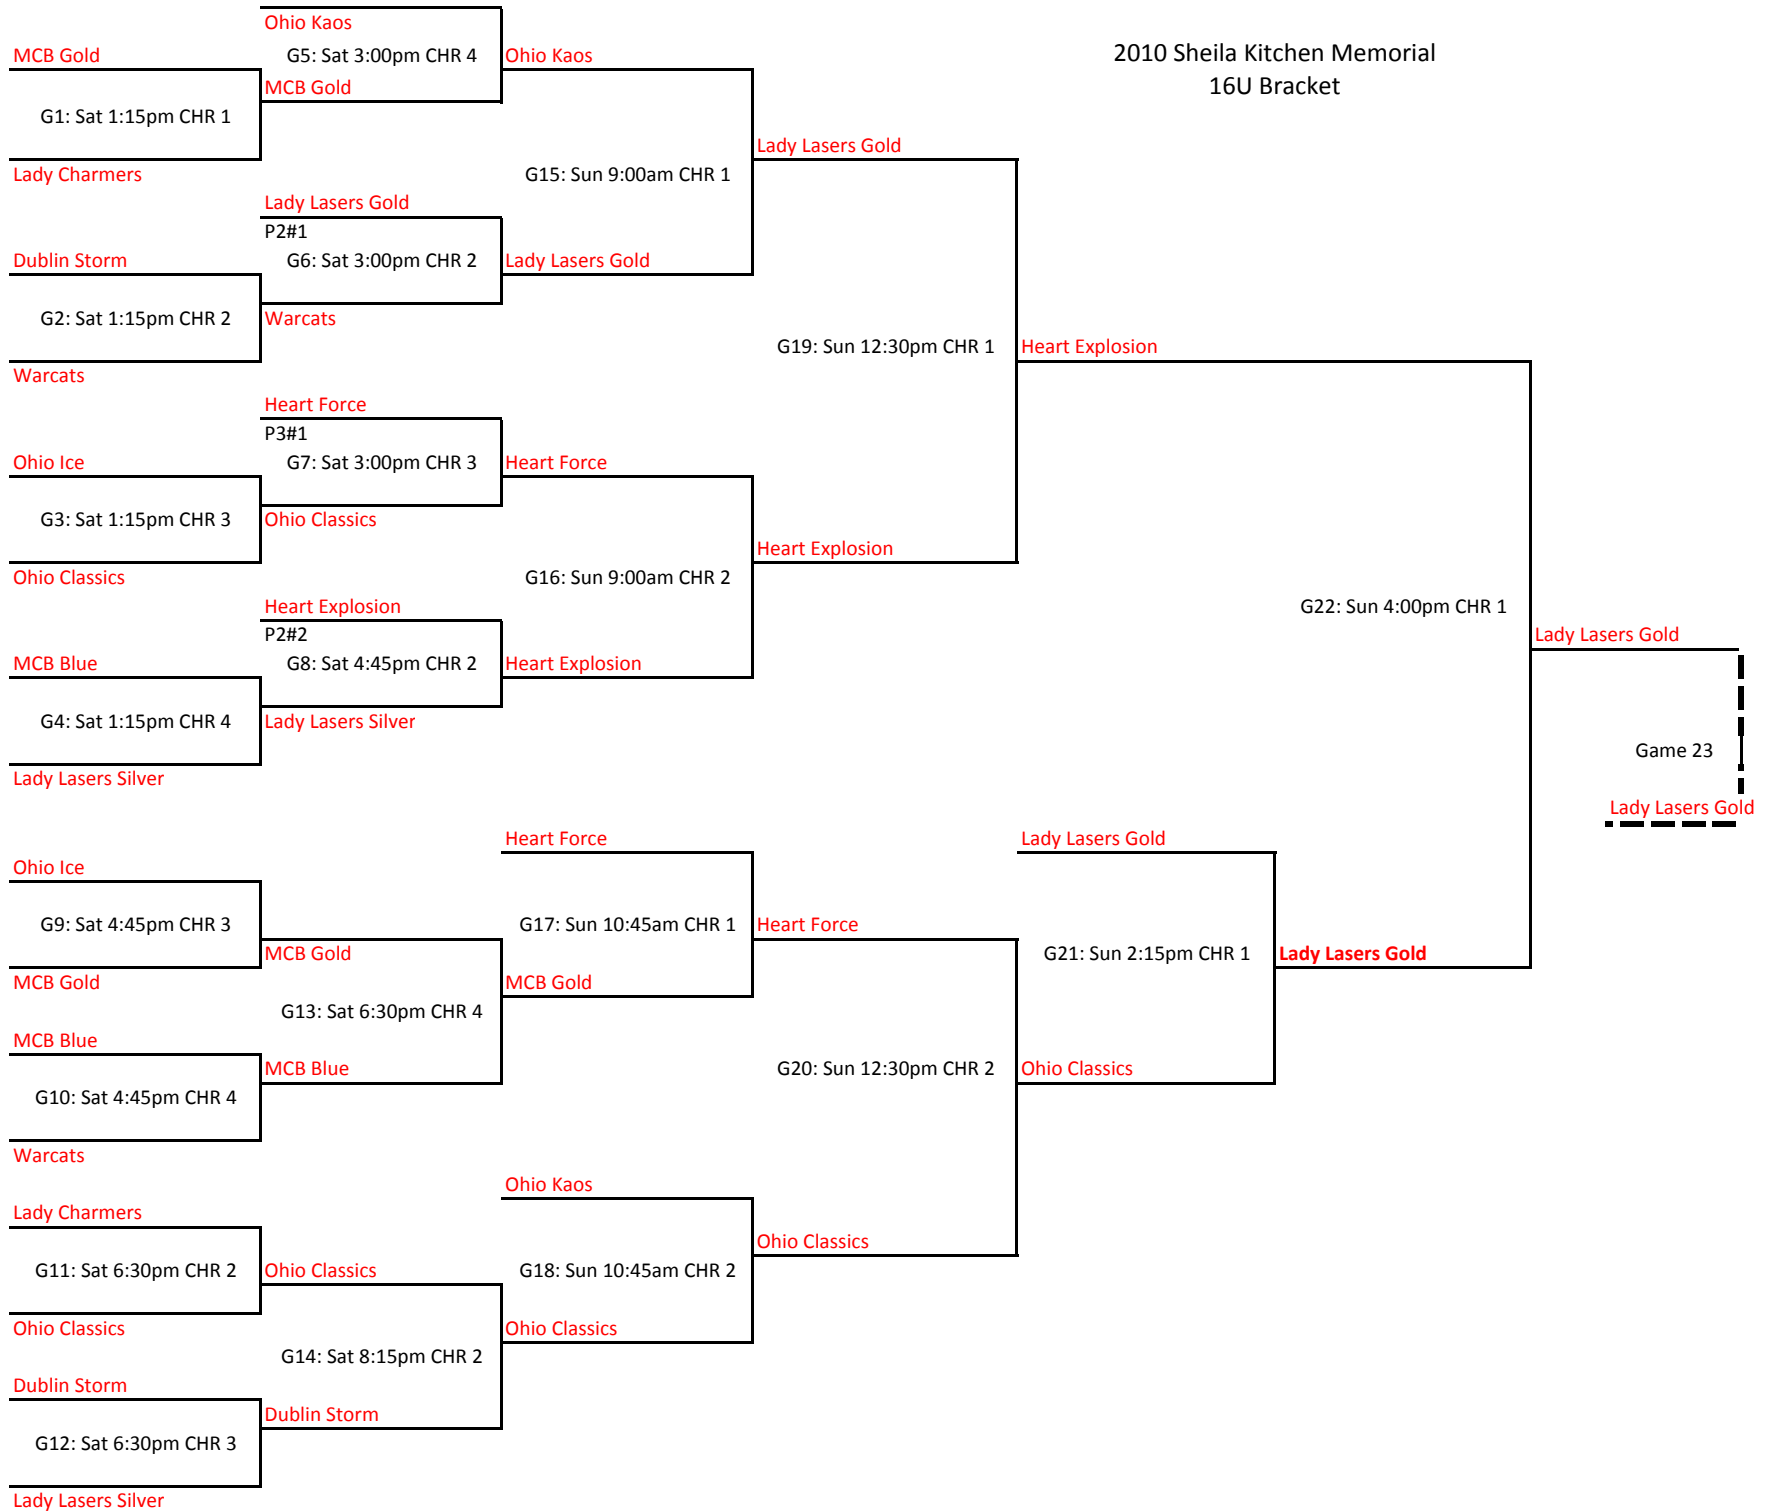 2010 Sheila Kitchen Memorial
16U Bracket
Ohio Kaos
MCB Gold
G5: Sat 3:00pm CHR 4
Ohio Kaos
MCB Gold
G1: Sat 1:15pm CHR 1
Lady Lasers Gold
Lady Charmers
G15: Sun 9:00am CHR 1
Lady Lasers Gold
P2#1
Dublin Storm
G6: Sat 3:00pm CHR 2
Lady Lasers Gold
G2: Sat 1:15pm CHR 2
Warcats
G19: Sun 12:30pm CHR 1
Heart Explosion
Warcats
Heart Force
P3#1
Ohio Ice
G7: Sat 3:00pm CHR 3
Heart Force
G3: Sat 1:15pm CHR 3
Ohio Classics
Heart Explosion
Ohio Classics
G16: Sun 9:00am CHR 2
Heart Explosion
G22: Sun 4:00pm CHR 1
P2#2
Lady Lasers Gold
MCB Blue
G8: Sat 4:45pm CHR 2
Heart Explosion
G4: Sat 1:15pm CHR 4
Lady Lasers Silver
Game 23
Lady Lasers Silver
Lady Lasers Gold
Heart Force
Lady Lasers Gold
Ohio Ice
G9: Sat 4:45pm CHR 3
G17: Sun 10:45am CHR 1
Heart Force
MCB Gold
G21: Sun 2:15pm CHR 1
Lady Lasers Gold
MCB Gold
MCB Gold
G13: Sat 6:30pm CHR 4
MCB Blue
MCB Blue
G20: Sun 12:30pm CHR 2
Ohio Classics
G10: Sat 4:45pm CHR 4
Warcats
Ohio Kaos
Lady Charmers
Ohio Classics
G11: Sat 6:30pm CHR 2
Ohio Classics
G18: Sun 10:45am CHR 2
Ohio Classics
Ohio Classics
G14: Sat 8:15pm CHR 2
Dublin Storm
Dublin Storm
G12: Sat 6:30pm CHR 3
Lady Lasers Silver